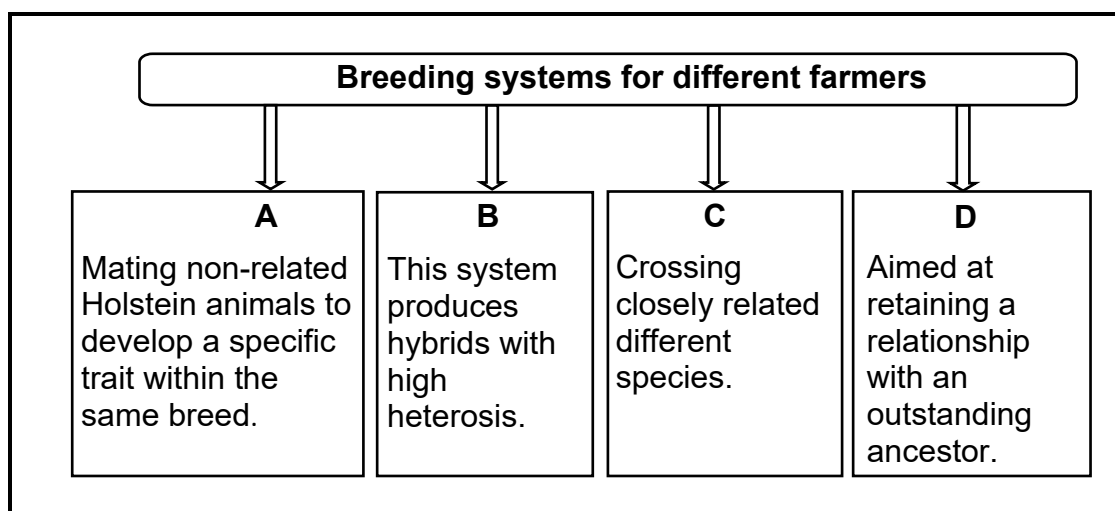 Breeding systems for different farmers
A
Mating non-related
Holstein animals to
develop a specific
trait within the
same breed.
B
This system
produces
hybrids with
high
heterosis.
C
Crossing
closely related
different
species.
D
Aimed at
retaining a
relationship
with an
outstanding
ancestor.